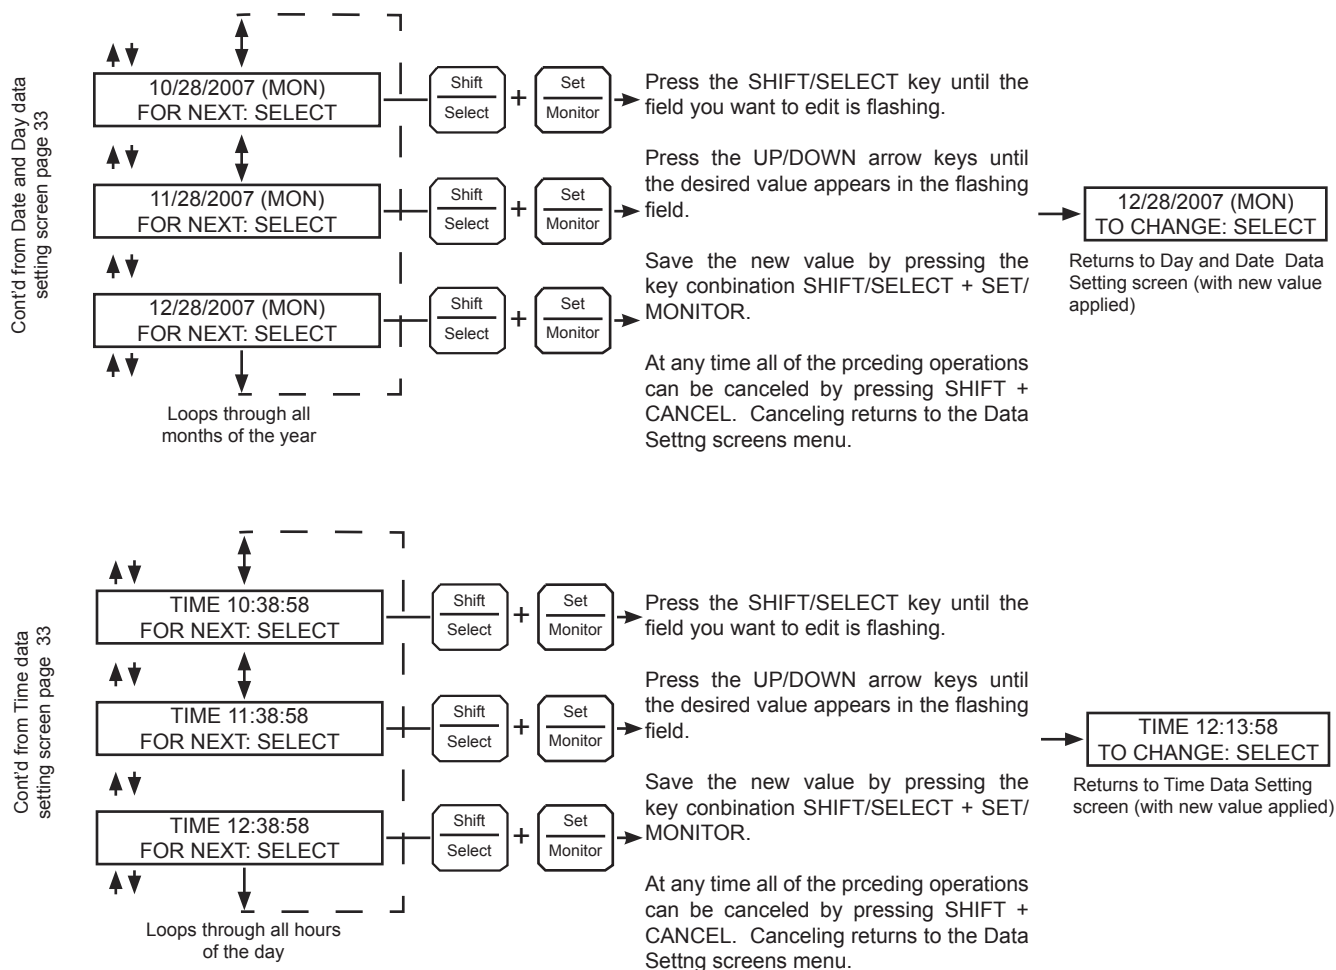 Cont'd from Date and Day data
setting screen page 33
10/28/2007 (MON)
FOR NEXT: SELECT
Shift
Select
+
Set
Monitor
11/28/2007 (MON)
FOR NEXT: SELECT
Shift
Select
+
Set
Monitor
12/28/2007 (MON)
FOR NEXT: SELECT
Shift
Select
+
Set
Monitor
Loops through all
months of the year
Press the SHIFT/SELECT key until the
field you want to edit is flashing.
Press the UP/DOWN arrow keys until
the desired value appears in the flashing
field.
Save the new value by pressing the
key combination SHIFT/SELECT + SET/
MONITOR.
At any time all of the prceding operations
can be canceled by pressing SHIFT +
CANCEL. Canceling returns to the Data
Settng screens menu.
12/28/2007 (MON)
TO CHANGE: SELECT
Returns to Day and Date Data
Setting screen (with new value
applied)
Cont'd from Time data
setting screen page 33
TIME 10:38:58
FOR NEXT: SELECT
Shift
Select
+
Set
Monitor
TIME 11:38:58
FOR NEXT: SELECT
Shift
Select
+
Set
Monitor
TIME 12:38:58
FOR NEXT: SELECT
Shift
Select
+
Set
Monitor
Loops through all hours
of the day
Press the SHIFT/SELECT key until the
field you want to edit is flashing.
Press the UP/DOWN arrow keys until
the desired value appears in the flashing
field.
Save the new value by pressing the
key conbination SHIFT/SELECT + SET/
MONITOR.
At any time all of the prceding operations
can be canceled by pressing SHIFT +
CANCEL. Canceling returns to the Data
Settng screens menu.
TIME 12:13:58
TO CHANGE: SELECT
Returns to Time Data Setting
screen (with new value applied)